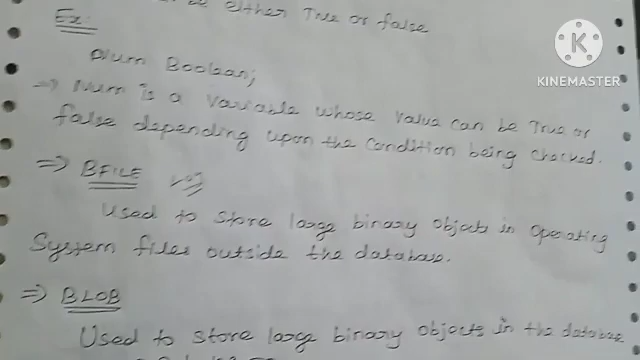 be either True or false
Ex:
Num Boolean;
=> Num is a variable whose value can be True or
false depending upon the condition being checked.
=> BFILE
Used to store large binary objects in operating
System files outside the database.
=> BLOB
Used to store large binary objects in the database
KINEMASTER